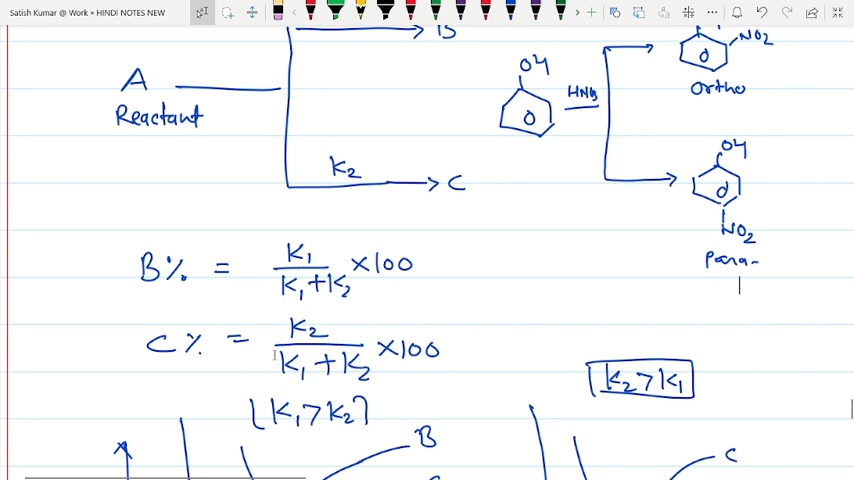 Satish Kumar @ Work » HINDI NOTES NEW
B
A
Reactant
K2
C
OH
HNO3
NO2
Ortho
OH
NO2
Para-
B% = K1/K1+K2 ×100
C% = K2/K1+K2 ×100
[K1>K2]
K2>K1
B
C